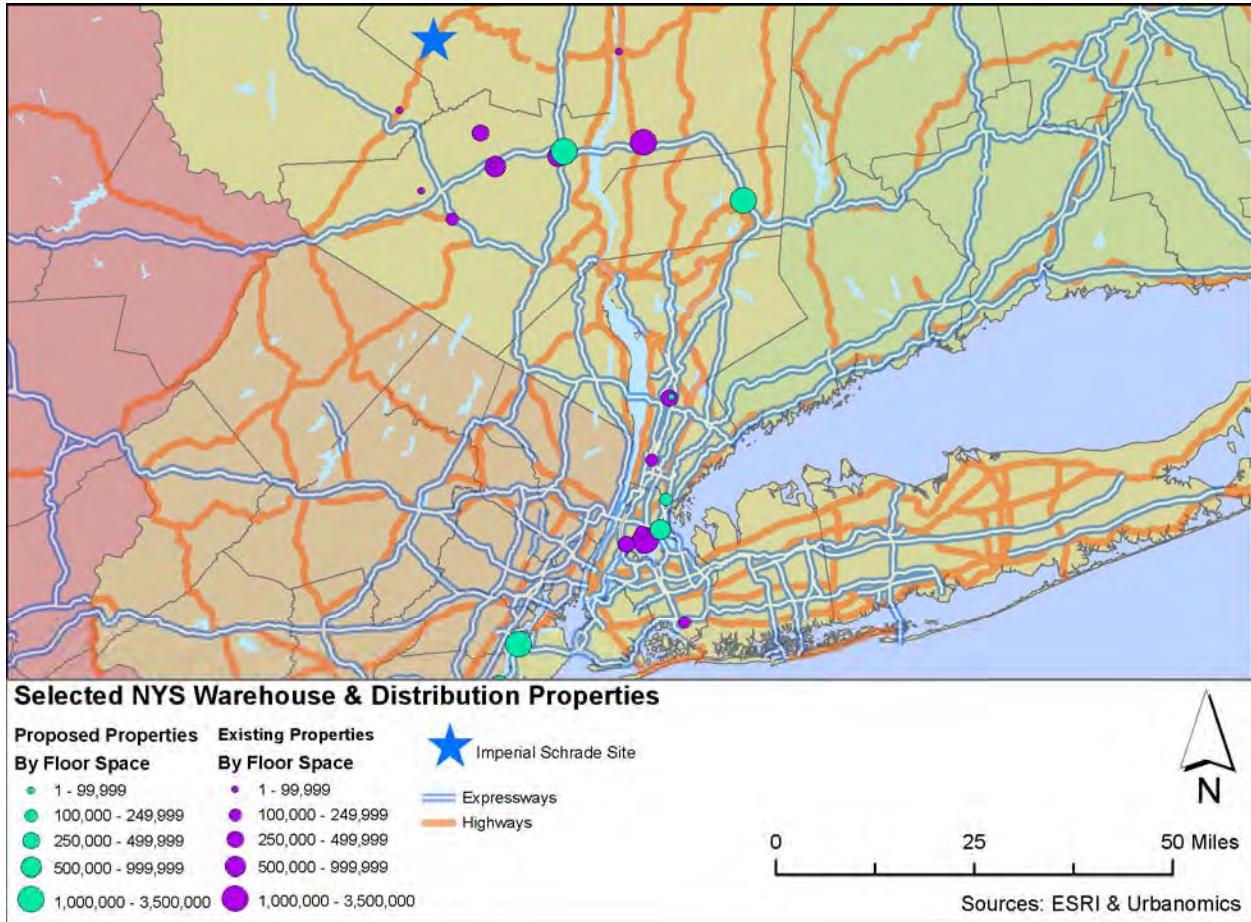 Selected NYS Warehouse & Distribution Properties
Proposed Properties
By Floor Space
1 - 99,999
100,000 - 249,999
250,000 - 499,999
500,000 - 999,999
1,000,000 - 3,500,000
Existing Properties
By Floor Space
1 - 99,999
100,000 - 249,999
250,000 - 499,999
500,000 - 999,999
1,000,000 - 3,500,000
Imperial Schrade Site
Expressways
Highways
N
0 25 50 Miles
Sources: ESRI & Urbanomics